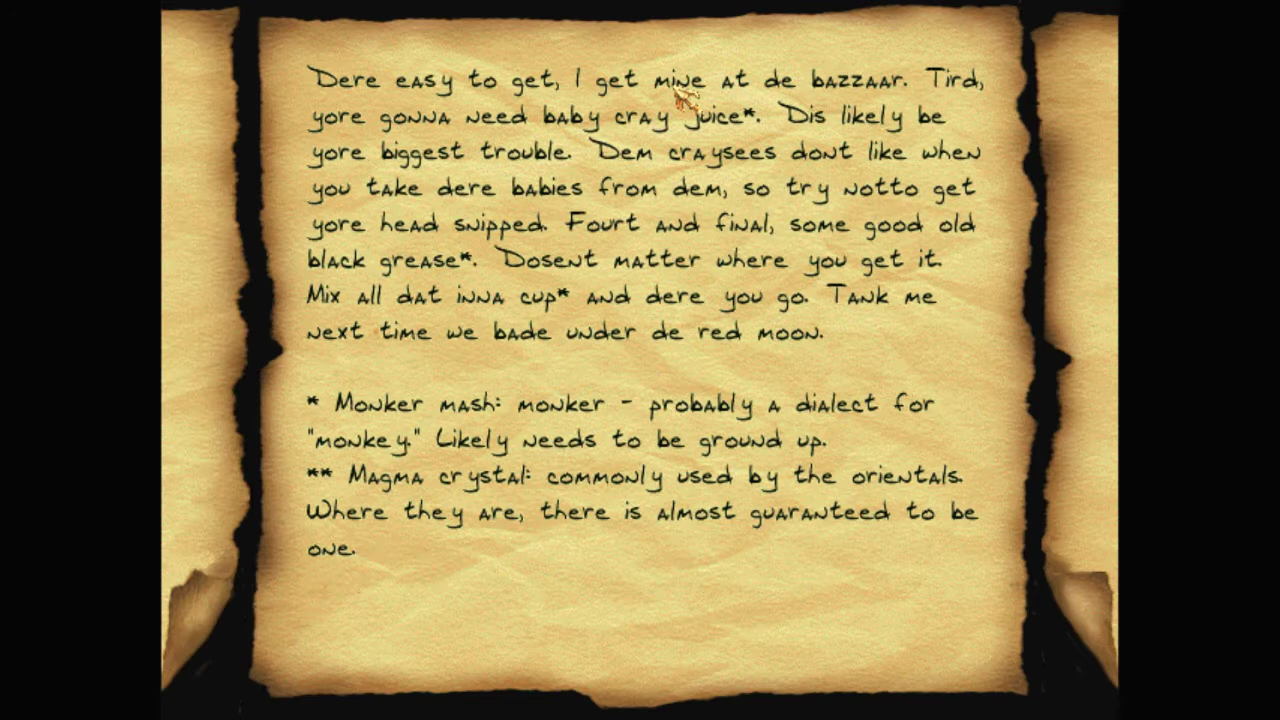 Dere easy to get, I get mine at de bazzaar. Tird,
yore gonna need baby cray juice*. Dis likely be
yore biggest trouble. Dem craysees dont like when
you take dere babies from dem, so try notto get
yore head snipped. Fourt and final, some good old
black grease*. Dosent matter where you get it.
Mix all dat inna cup* and dere you go. Tank me
next time we bade under de red moon.
* Monker mash: monker - probably a dialect for
"monkey." Likely needs to be ground up.
** Magma crystal: commonly used by the orientals.
Where they are, there is almost guaranteed to be
one.